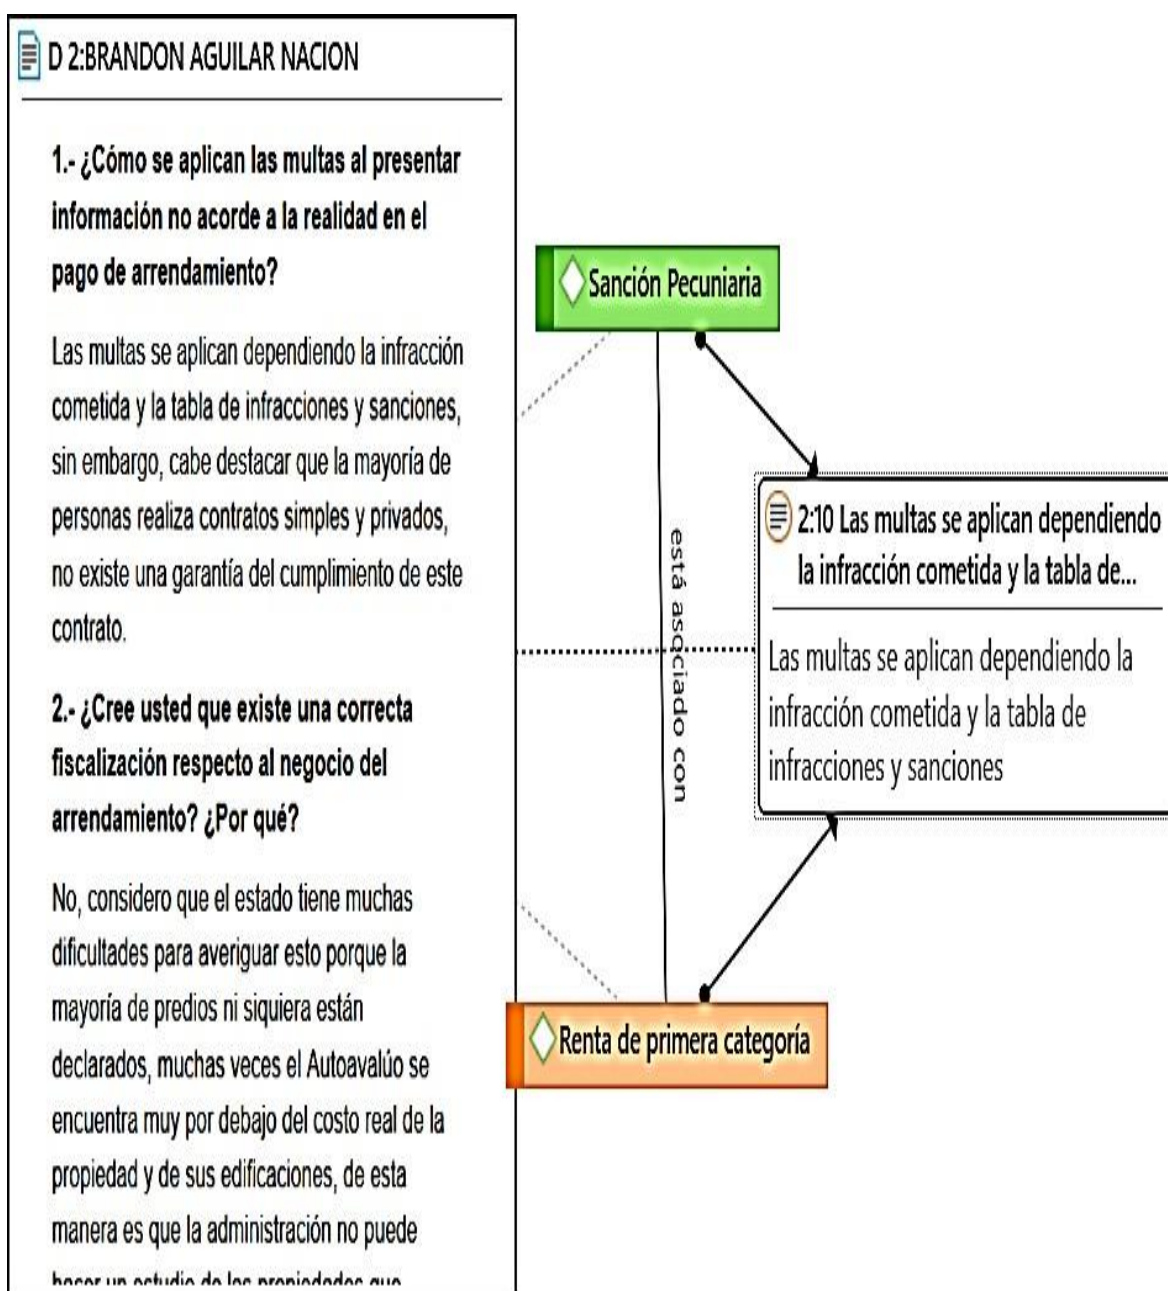 D 2:BRANDON AGUILAR NACION
1.- ¿Cómo se aplican las multas al presentar
información no acorde a la realidad en el
pago de arrendamiento?
Las multas se aplican dependiendo la infracción
cometida y la tabla de infracciones y sanciones,
sin embargo, cabe destacar que la mayoría de
personas realiza contratos simples y privados,
no existe una garantía del cumplimiento de este
contrato.
2.- ¿Cree usted que existe una correcta
fiscalización respecto al negocio del
arrendamiento? ¿Por qué?
No, considero que el estado tiene muchas
dificultades para averiguar esto porque la
mayoría de predios ni siquiera están
declarados, muchas veces el Autoavalúo se
encuentra muy por debajo del costo real de la
propiedad y de sus edificaciones, de esta
manera es que la administración no puede
hacer un estudio de las propiedades que
Sanción Pecuniaria
está asociado con
2:10 Las multas se aplican dependiendo
la infracción cometida y la tabla de...
Las multas se aplican dependiendo la
infracción cometida y la tabla de
infracciones y sanciones
Renta de primera categoría